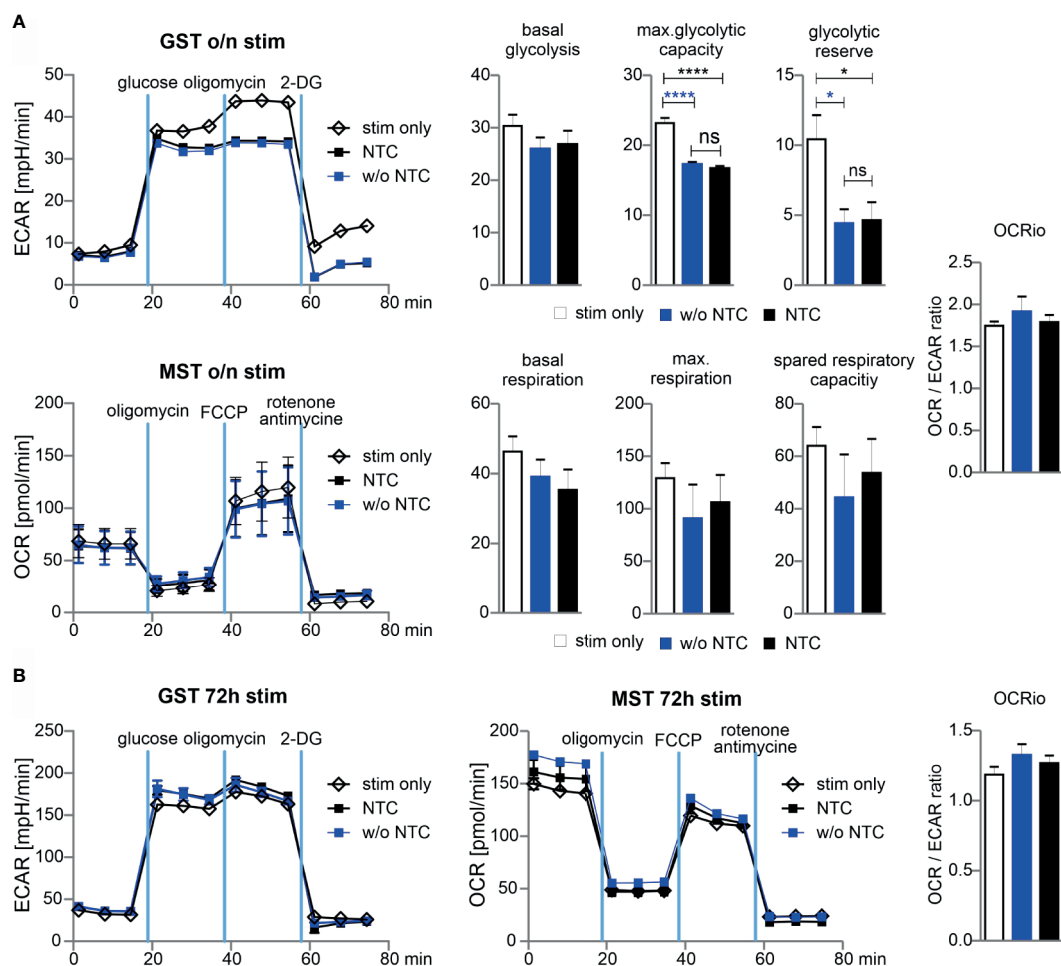 A
GST o/n stim
glucose oligomycin 2-DG
ECAR [mpH/min]
50
40
30
20
10
0
0 20 40 60 80 min
stim only
NTC
w/o NTC
basal
glycolysis
40
30
20
10
0
max.glycolytic
capacity
30
20
10
0
****
****
ns
glycolytic
reserve
15
10
5
0
*
*
ns
stim only w/o NTC NTC
MST o/n stim
oligomycin FCCP rotenone
antimycine
OCR [pmol/min]
200
150
100
50
0
0 20 40 60 80 min
stim only
NTC
w/o NTC
basal
respiration
60
40
20
0
max.
respiration
200
150
100
50
0
spared respiratory
capacitiy
80
60
40
20
0
stim only w/o NTC NTC
OCRio
OCR / ECAR ratio
2.5
2.0
1.5
1.0
0.5
0.0
B
GST 72h stim
glucose oligomycin 2-DG
ECAR [mpH/min]
250
200
150
100
50
0
0 20 40 60 80 min
stim only
NTC
w/o NTC
MST 72h stim
oligomycin FCCP rotenone
antimycine
OCR [pmol/min]
200
150
100
50
0
0 20 40 60 80 min
stim only
NTC
w/o NTC
OCRio
OCR / ECAR ratio
1.5
1.0
0.5
0.0